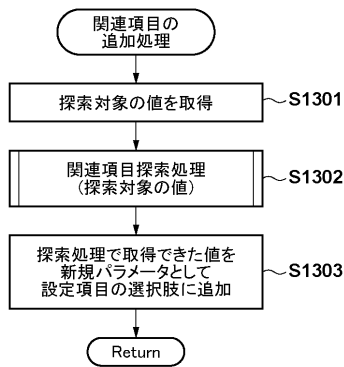 関連項目の
追加処理
探索対象の値を取得
S1301
関連項目探索処理
(探索対象の値)
S1302
探索処理で取得できた値を
新規パラメータとして
設定項目の選択肢に追加
S1303
Return